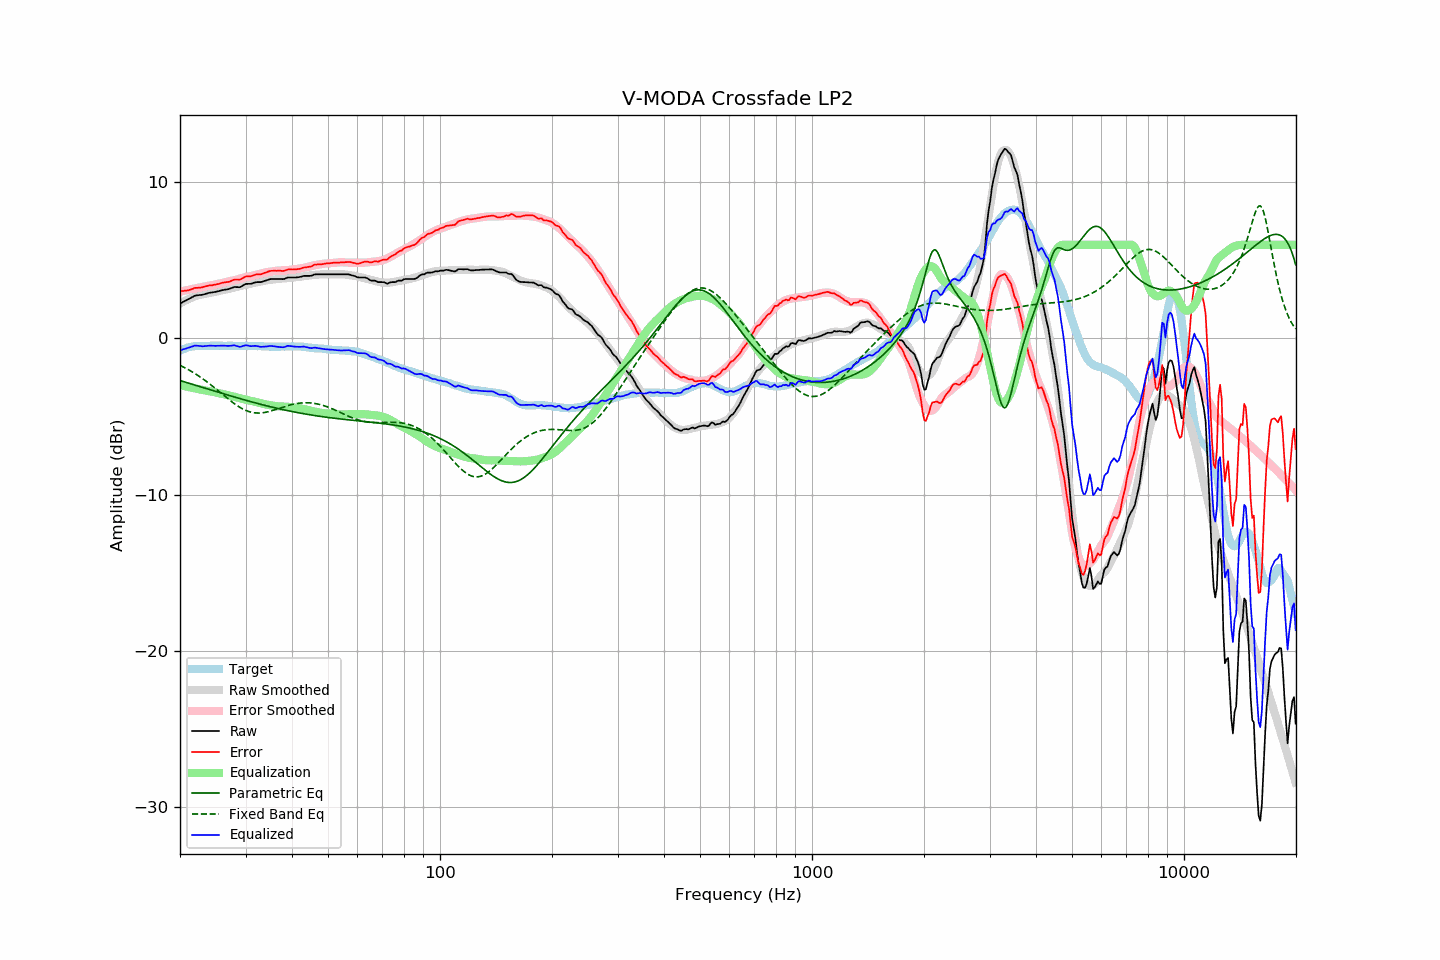 V-MODA Crossfade LP2
10
0
−10
−20
−30
Amplitude (dBr)
Target
Raw Smoothed
Error Smoothed
Raw
Error
Equalization
Parametric Eq
Fixed Band Eq
Equalized
100
1000
10000
Frequency (Hz)